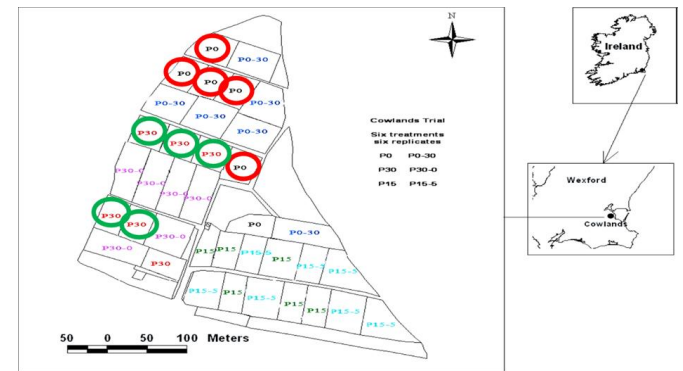 N
P0
P0-30
P0
P0
P0
P0-30
P0-30
P0-30
P30
P30
P30
P0
P30-0
P30-0
P30-0
P30-0
P30
P30
P30-0
P30-0
P30
P0
P0-30
P15
P15
P15-5
P15
P15-5
P15-5
P15-5
P15
P15-5
P15
P15
P15-5
P15-5
Cowlands Trial
Six treatments
six replicates
P0 P0-30
P30 P30-0
P15 P15-5
50 0 50 100 Meters
Ireland
Wexford
Cowlands